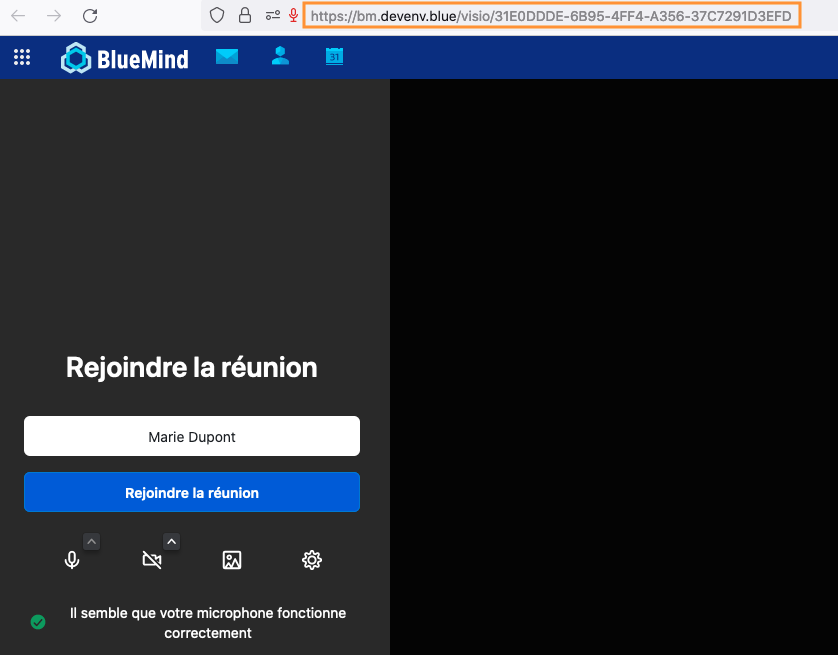 https://bm.devenv.blue/visio/31E0DDDE-6B95-4FF4-A356-37C7291D3EFD
BlueMind
31
Rejoindre la réunion
Marie Dupont
Rejoindre la réunion
Il semble que votre microphone fonctionne
correctement